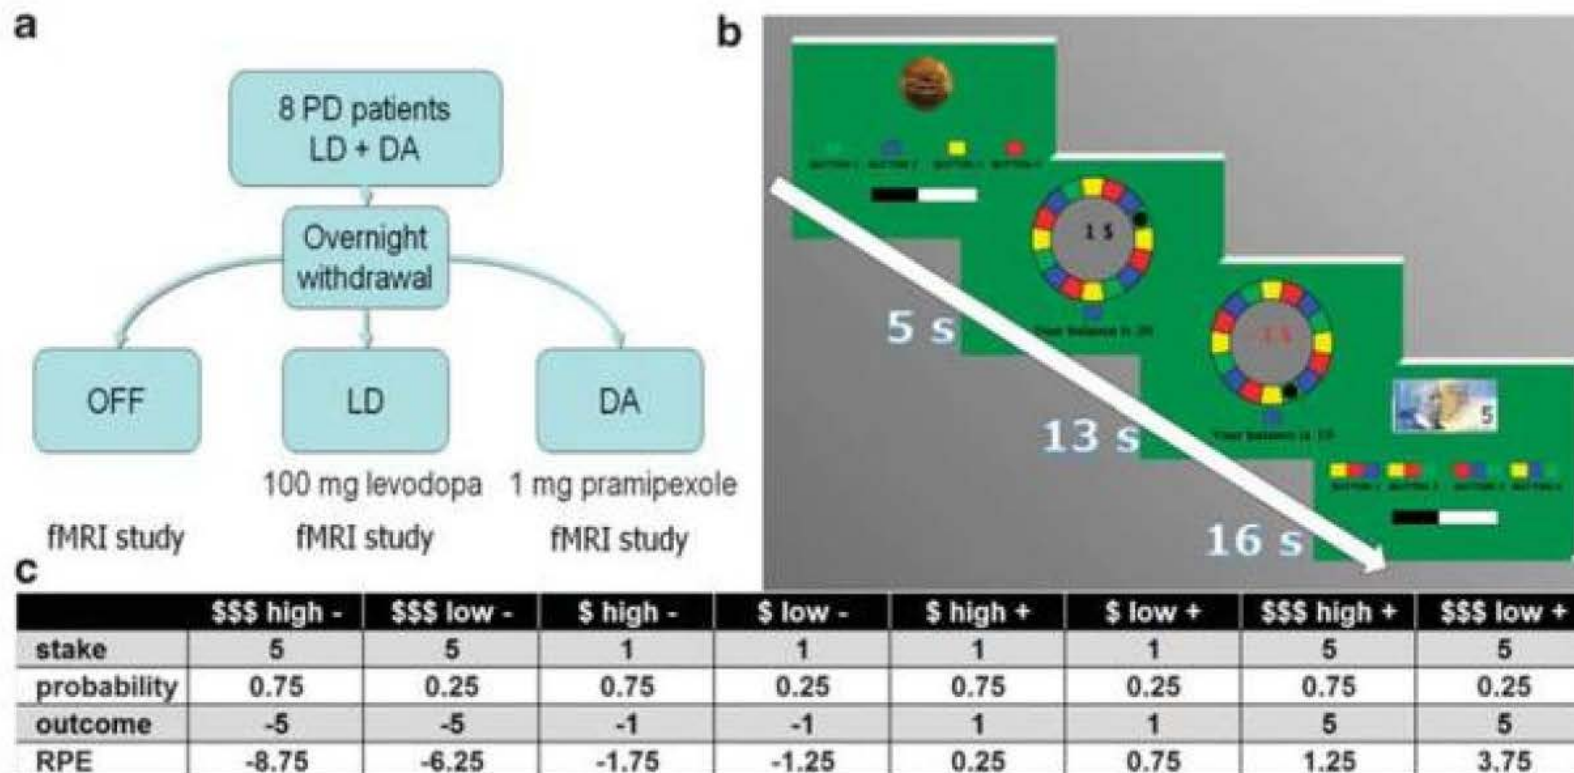 a
8 PD patients
LD + DA
Overnight
withdrawal
OFF
LD
DA
100 mg levodopa
1 mg pramipexole
fMRI study
fMRI study
fMRI study
b
1 $
5 s
13 s
5
16 s
c
$$$ high - $$$ low - $ high - $ low - $ high + $ low + $$$ high + $$$ low +
stake 5 5 1 1 1 1 5 5
probability 0.75 0.25 0.75 0.25 0.75 0.25 0.75 0.25
outcome -5 -5 -1 -1 1 1 5 5
RPE -8.75 -6.25 -1.75 -1.25 0.25 0.75 1.25 3.75